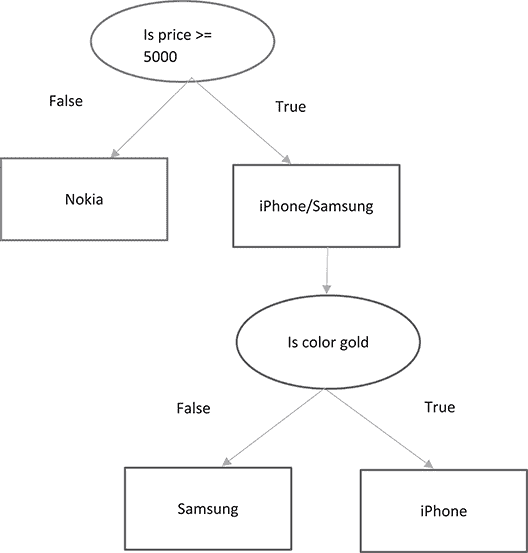 Is price >=
5000
False
True
Nokia
iPhone/Samsung
Is color gold
False
True
Samsung
iPhone